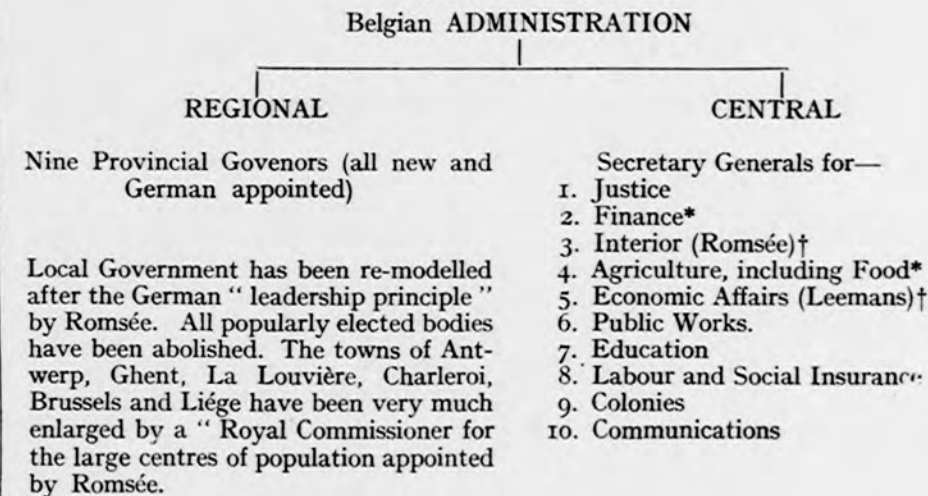 Belgian ADMINISTRATION
REGIONAL
Nine Provincial Govenors (all new and
German appointed)
Local Government has been re-modelled
after the German “ leadership principle ”
by Romsée. All popularly elected bodies
have been abolished. The towns of Ant-
werp, Ghent, La Louvière, Charleroi,
Brussels and Liége have been very much
enlarged by a “ Royal Commissioner for
the large centres of population appointed
by Romsée.
CENTRAL
Secretary Generals for—
1. Justice
2. Finance*
3. Interior (Romsée)†
4. Agriculture, including Food*
5. Economic Affairs (Leemans)†
6. Public Works.
7. Education
8. Labour and Social Insurance
9. Colonies
10. Communications